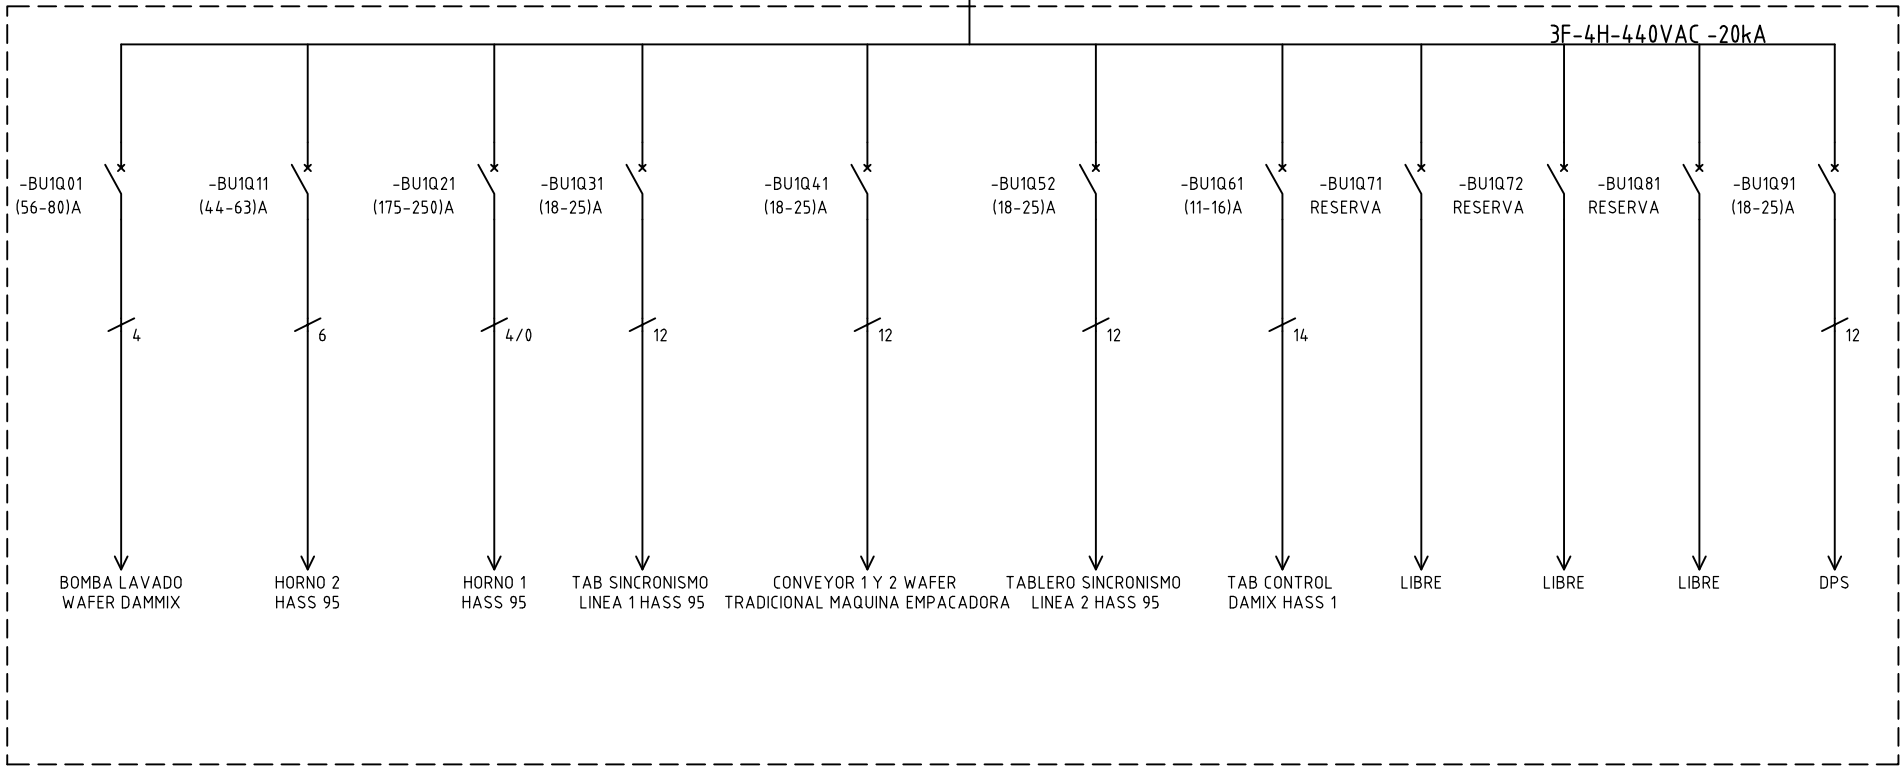 3F-4H-440VAC -20kA
-BU1Q01
(56-80)A
-BU1Q11
(44-63)A
-BU1Q21
(175-250)A
-BU1Q31
(18-25)A
-BU1Q41
(18-25)A
-BU1Q52
(18-25)A
-BU1Q61
(11-16)A
-BU1Q71
RESERVA
-BU1Q72
RESERVA
-BU1Q81
RESERVA
-BU1Q91
(18-25)A
4
6
4/0
12
12
12
14
12
BOMBA LAVADO
WAFER DAMMIX
HORNO 2
HASS 95
HORNO 1
HASS 95
TAB SINCRONISMO
LINEA 1 HASS 95
CONVEYOR 1 Y 2 WAFER
TRADICIONAL MAQUINA EMPACADORA
TABLERO SINCRONISMO
LINEA 2 HASS 95
TAB CONTROL
DAMIX HASS 1
LIBRE
LIBRE
LIBRE
DPS